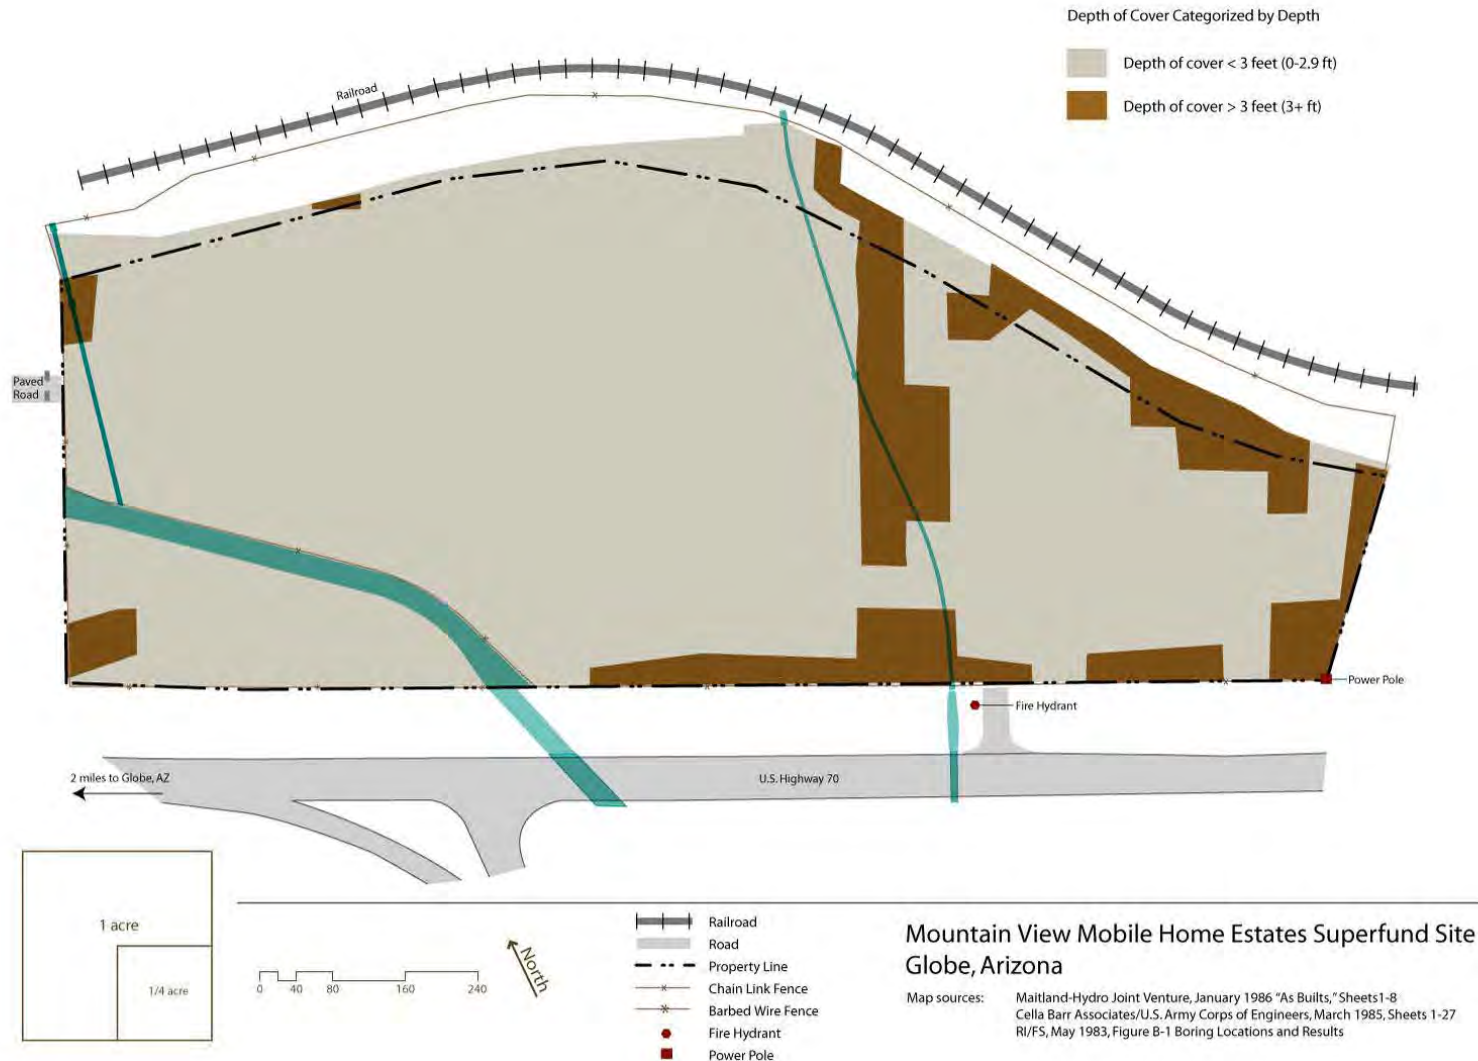 Depth of Cover Categorized by Depth
Depth of cover < 3 feet (0-2.9 ft)
Depth of cover > 3 feet (3+ ft)
Railroad
Paved
Road
Power Pole
Fire Hydrant
2 miles to Globe, AZ
U.S. Highway 70
1 acre
1/4 acre
0 40 80 160 240
North
Railroad
Road
Property Line
Chain Link Fence
Barbed Wire Fence
Fire Hydrant
Power Pole
Mountain View Mobile Home Estates Superfund Site
Globe, Arizona
Map sources: Maitland-Hydro Joint Venture, January 1986 "As Builts," Sheets1-8
Cella Barr Associates/U.S. Army Corps of Engineers, March 1985, Sheets 1-27
RI/FS, May 1983, Figure B-1 Boring Locations and Results